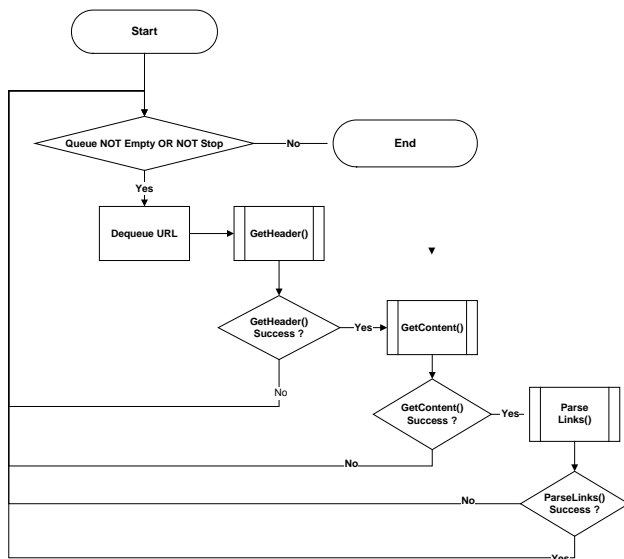 Start
Queue NOT Empty OR NOT Stop
No
End
Yes
Dequeue URL
GetHeader()
GetHeader()
Success ?
Yes
GetContent()
No
GetContent()
Success ?
Yes
Parse
Links()
No
ParseLinks()
Success ?
No
Yes